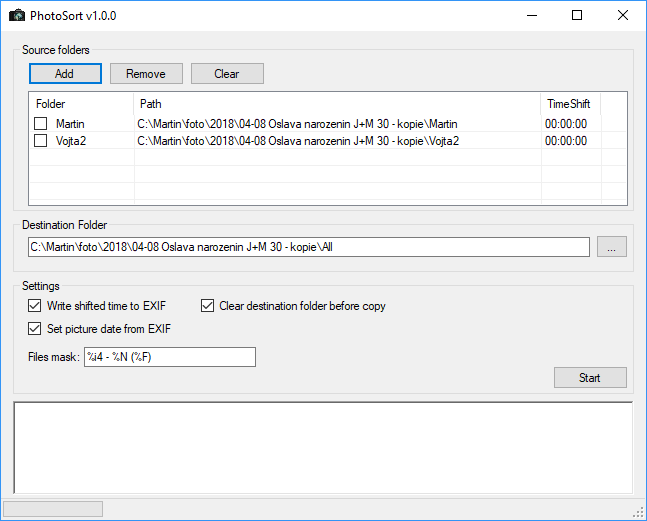 PhotoSort v1.0.0
Source folders
Add Remove Clear
Folder Path TimeShift
Martin C:\Martin\foto\2018\04-08 Oslava narozenin J+M 30 - kopie\Martin 00:00:00
Vojta2 C:\Martin\foto\2018\04-08 Oslava narozenin J+M 30 - kopie\Vojta2 00:00:00
Destination Folder
C:\Martin\foto\2018\04-08 Oslava narozenin J+M 30 - kopie\All ...
Settings
Write shifted time to EXIF Clear destination folder before copy
Set picture date from EXIF
Files mask: %i4 - %N (%F)
Start